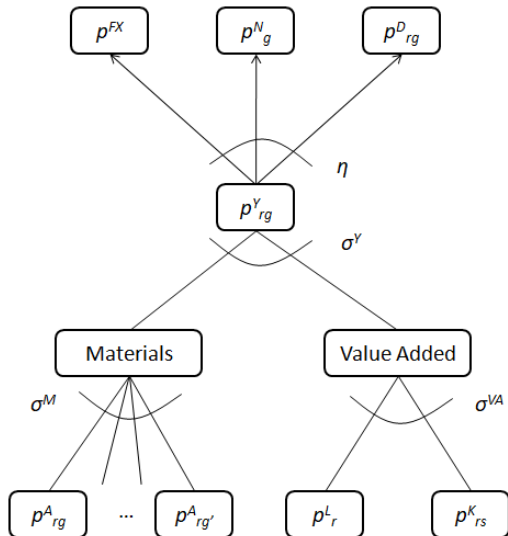 p^FX p^N_g p^D_rg
η
p^Y_rg
σ^Y
Materials Value Added
σ^M σ^VA
p^A_rg ... p^A_rg' p^L_r p^K_rs